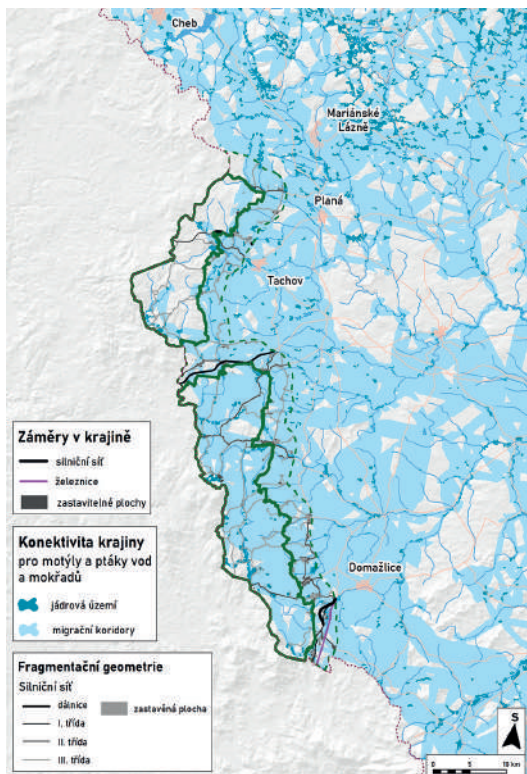 Cheb
Mariánské
Lázně
Planá
Tachov
Domažlice
Záměry v krajině
silniční síť
železnice
zastavitelné plochy
Konektivita krajiny
pro motýly a ptáky vod
a mokřadů
jádrová území
migrační koridory
Fragmentační geometrie
Silniční síť
dálnice
zastavěná plocha
I. třída
II. třída
III. třída
S
0 5 10 km